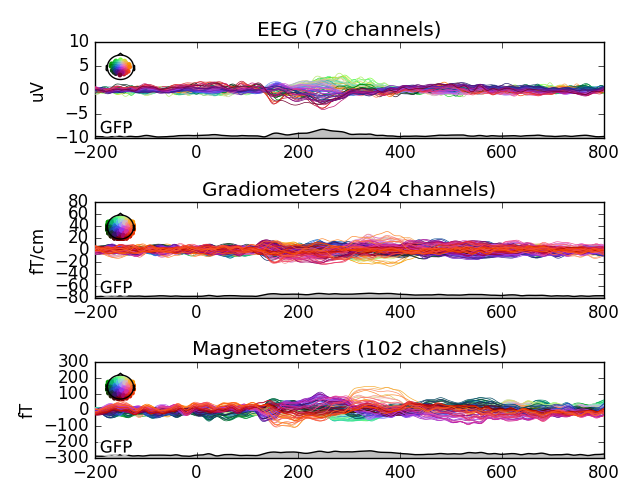 EEG (70 channels)
10
5
0
−5
−10
uV
GFP
−200 0 200 400 600 800
Gradiometers (204 channels)
80
60
40
20
0
−20
−40
−60
−80
fT/cm
GFP
−200 0 200 400 600 800
Magnetometers (102 channels)
300
200
100
0
−100
−200
−300
fT
GFP
−200 0 200 400 600 800